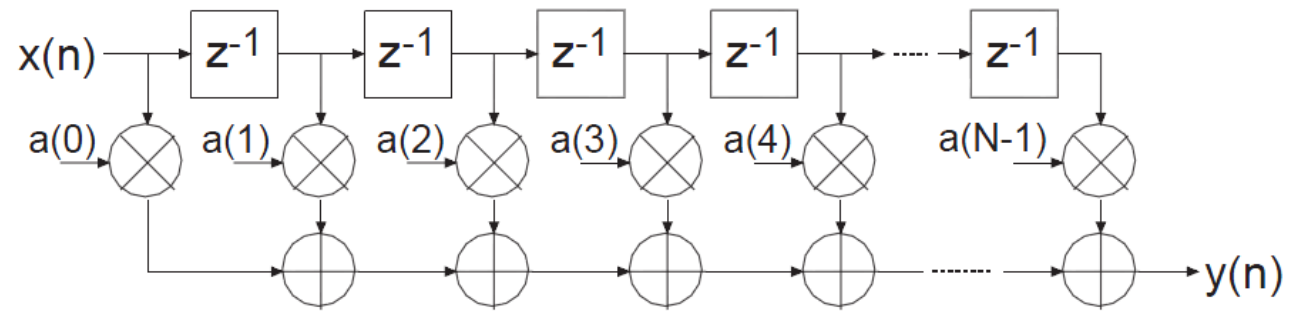 x(n) z-1 z-1 z-1 z-1 z-1
a(0) a(1) a(2) a(3) a(4) a(N-1)
y(n)